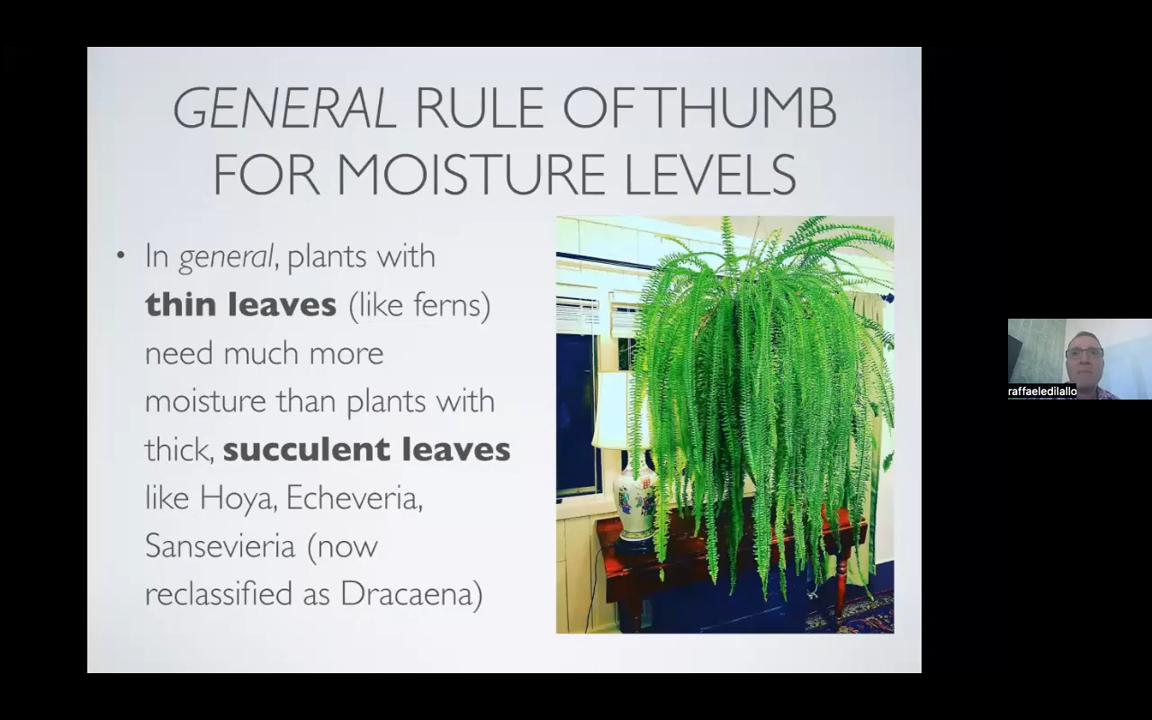 GENERAL RULE OF THUMB
FOR MOISTURE LEVELS
• In general, plants with
thin leaves (like ferns)
need much more
moisture than plants with
thick, succulent leaves
like Hoya, Echeveria,
Sansevieria (now
reclassified as Dracaena)
raffaeledilallo